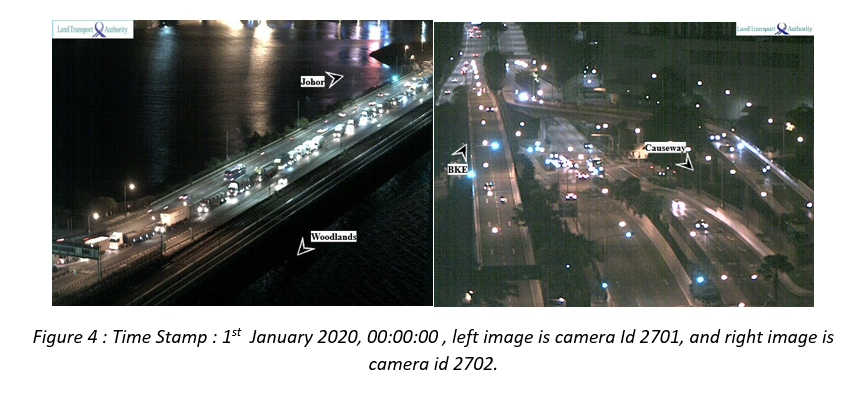 Land Transport Authority
Land Transport Authority
Johor
Causeway
BKE
Woodlands
Figure 4 : Time Stamp : 1st January 2020, 00:00:00 , left image is camera Id 2701, and right image is
camera id 2702.